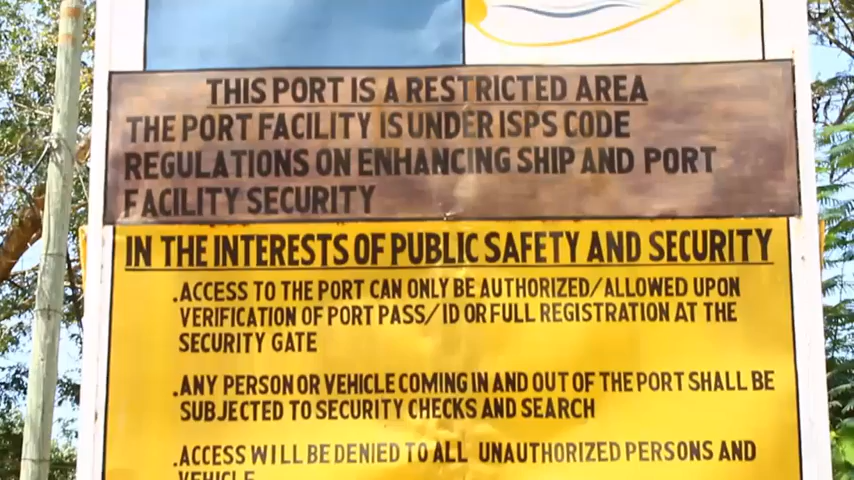 THIS PORT IS A RESTRICTED AREA
THE PORT FACILITY IS UNDER ISPS CODE
REGULATIONS ON ENHANCING SHIP AND PORT
FACILITY SECURITY
IN THE INTERESTS OF PUBLIC SAFETY AND SECURITY
.ACCESS TO THE PORT CAN ONLY BE AUTHORIZED/ALLOWED UPON
VERIFICATION OF PORT PASS/ID OR FULL REGISTRATION AT THE
SECURITY GATE
.ANY PERSON OR VEHICLE COMING IN AND OUT OF THE PORT SHALL BE
SUBJECTED TO SECURITY CHECKS AND SEARCH
.ACCESS WILL BE DENIED TO ALL UNAUTHORIZED PERSONS AND
VEHICLE